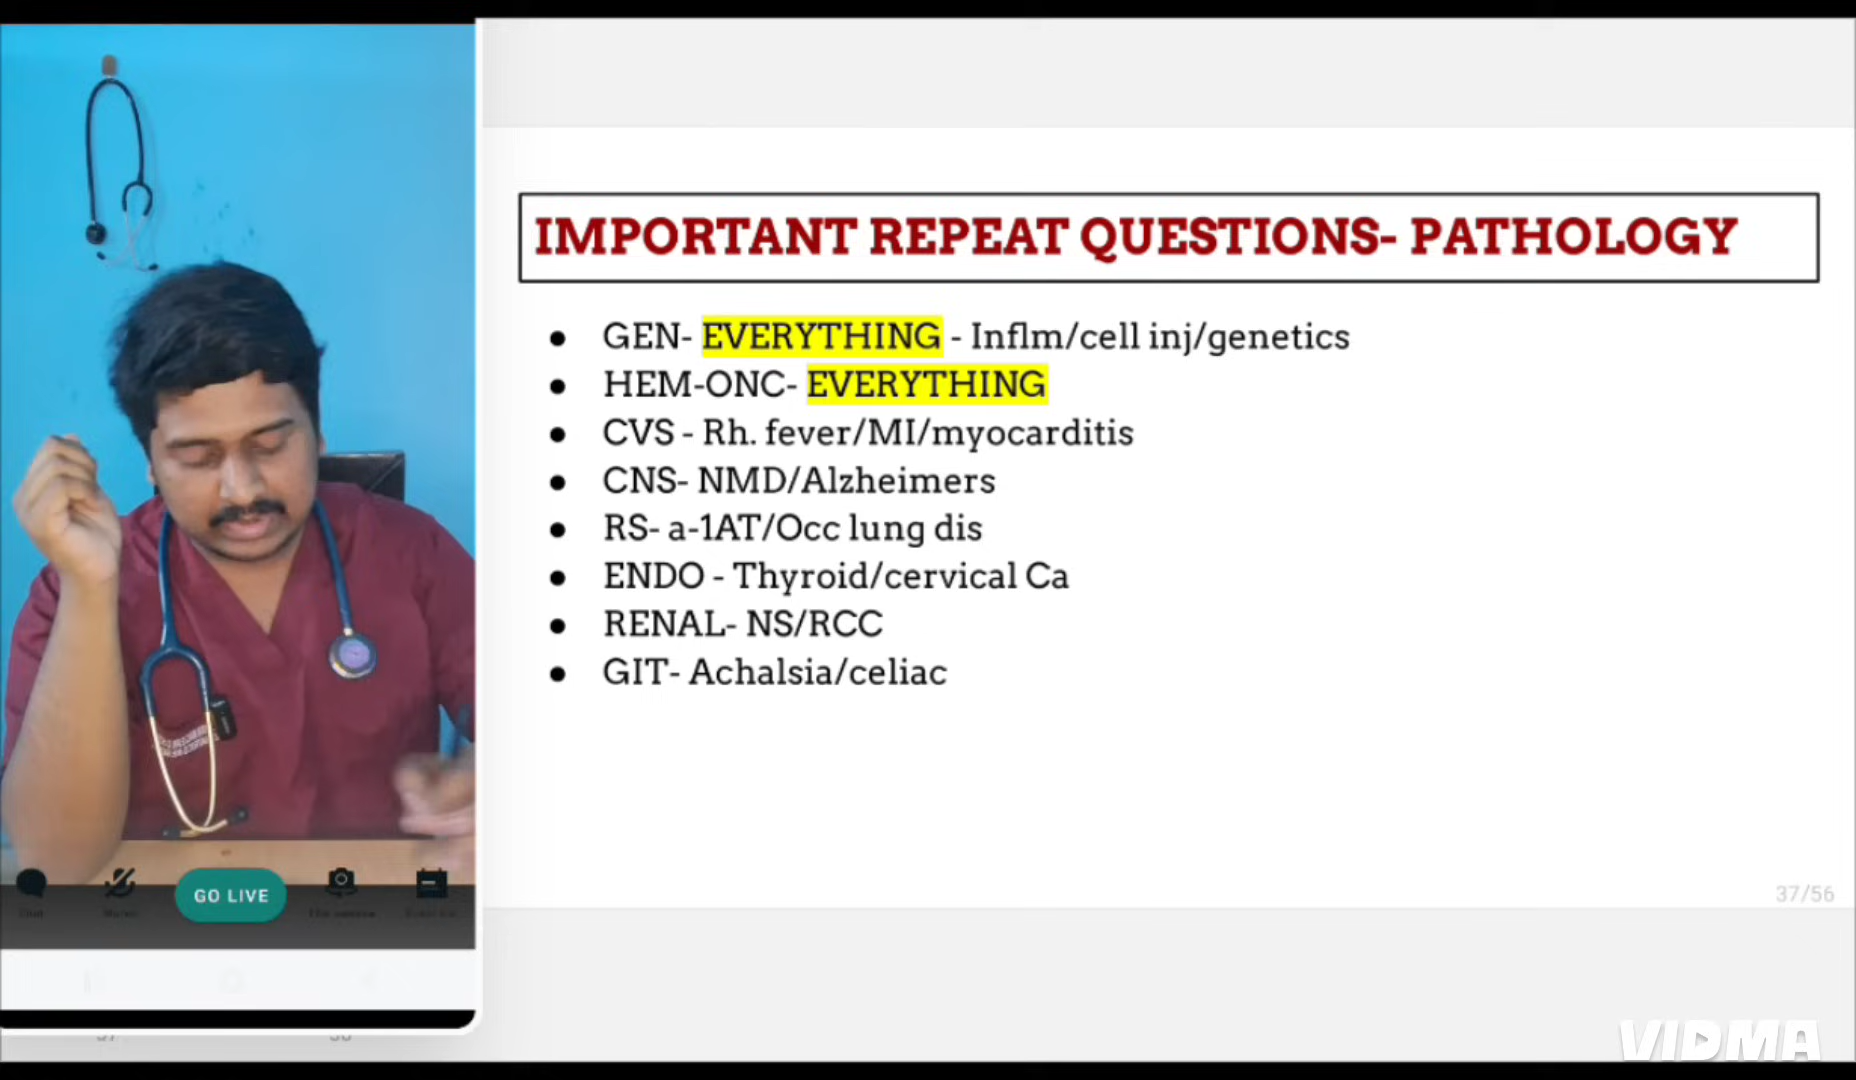 IMPORTANT REPEAT QUESTIONS- PATHOLOGY
● GEN- EVERYTHING - Inflm/cell inj/genetics
● HEM-ONC- EVERYTHING
● CVS - Rh. fever/MI/myocarditis
● CNS- NMD/Alzheimers
● RS- a-1AT/Occ lung dis
● ENDO - Thyroid/cervical Ca
● RENAL- NS/RCC
● GIT- Achalsia/celiac
37/56
GO LIVE
Chat
VIDMA